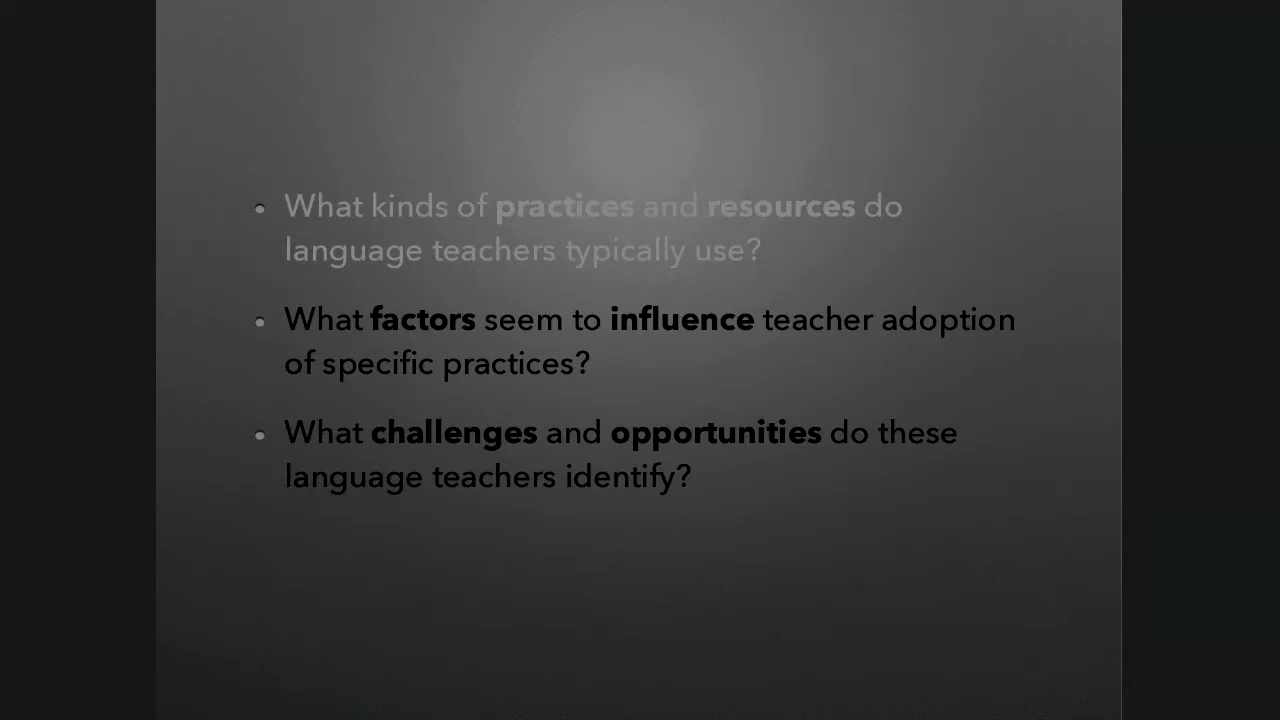 • What kinds of practices and resources do
language teachers typically use?
• What factors seem to influence teacher adoption
of specific practices?
• What challenges and opportunities do these
language teachers identify?